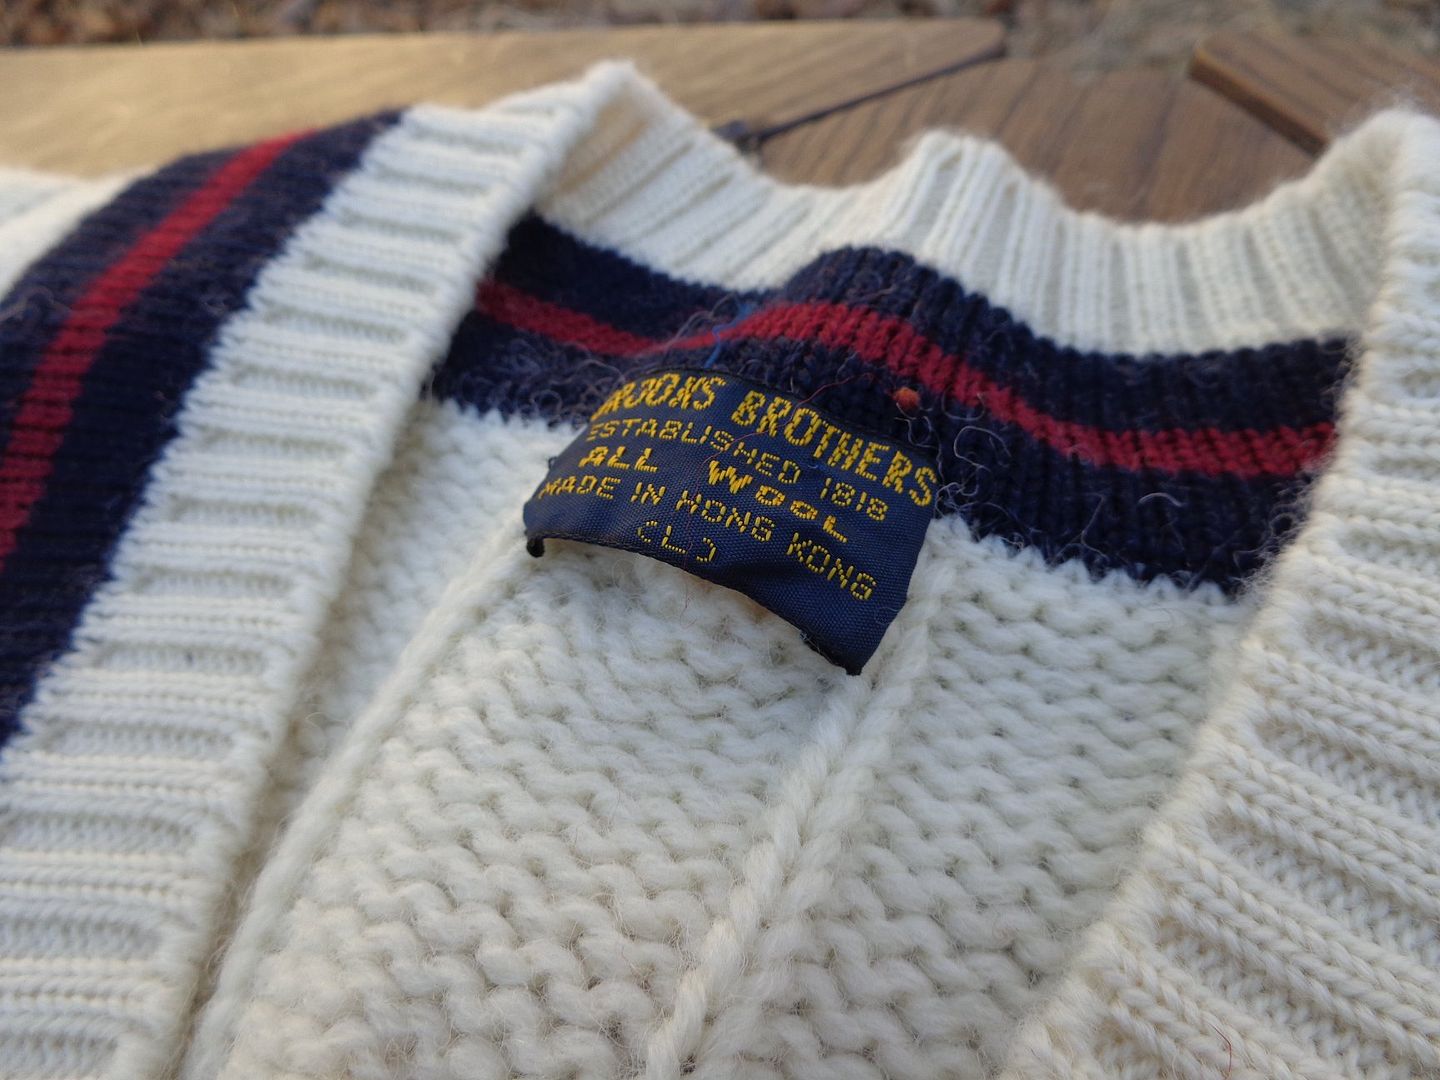 BROOKS BROTHERS
ESTABLISHED 1818
ALL WOOL
MADE IN HONG KONG
(L)